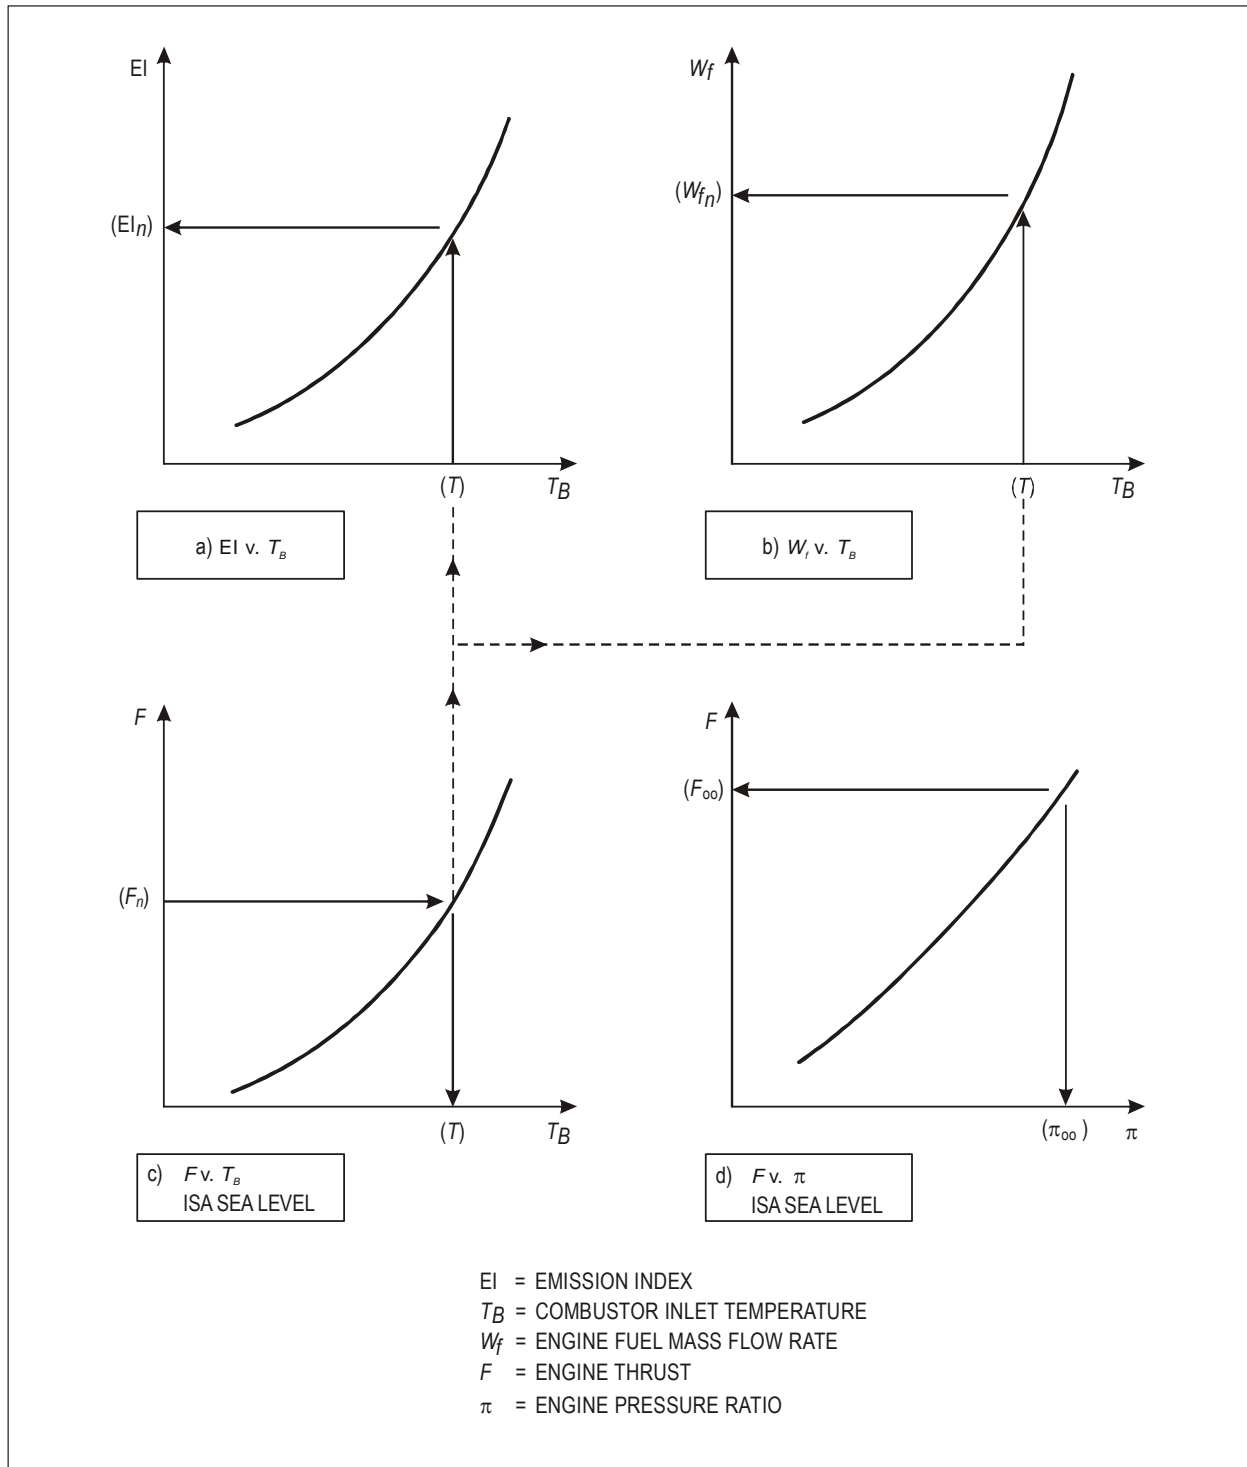 EI
(EIn)
(T)
TB
a) EI v. TB
Wf
(Wfn)
(T)
TB
b) Wf v. TB
F
(Fn)
(T)
TB
c) F v. TB
ISA SEA LEVEL
F
(Foo)
(πoo)
π
d) F v. π
ISA SEA LEVEL
EI = EMISSION INDEX
TB = COMBUSTOR INLET TEMPERATURE
Wf = ENGINE FUEL MASS FLOW RATE
F = ENGINE THRUST
π = ENGINE PRESSURE RATIO